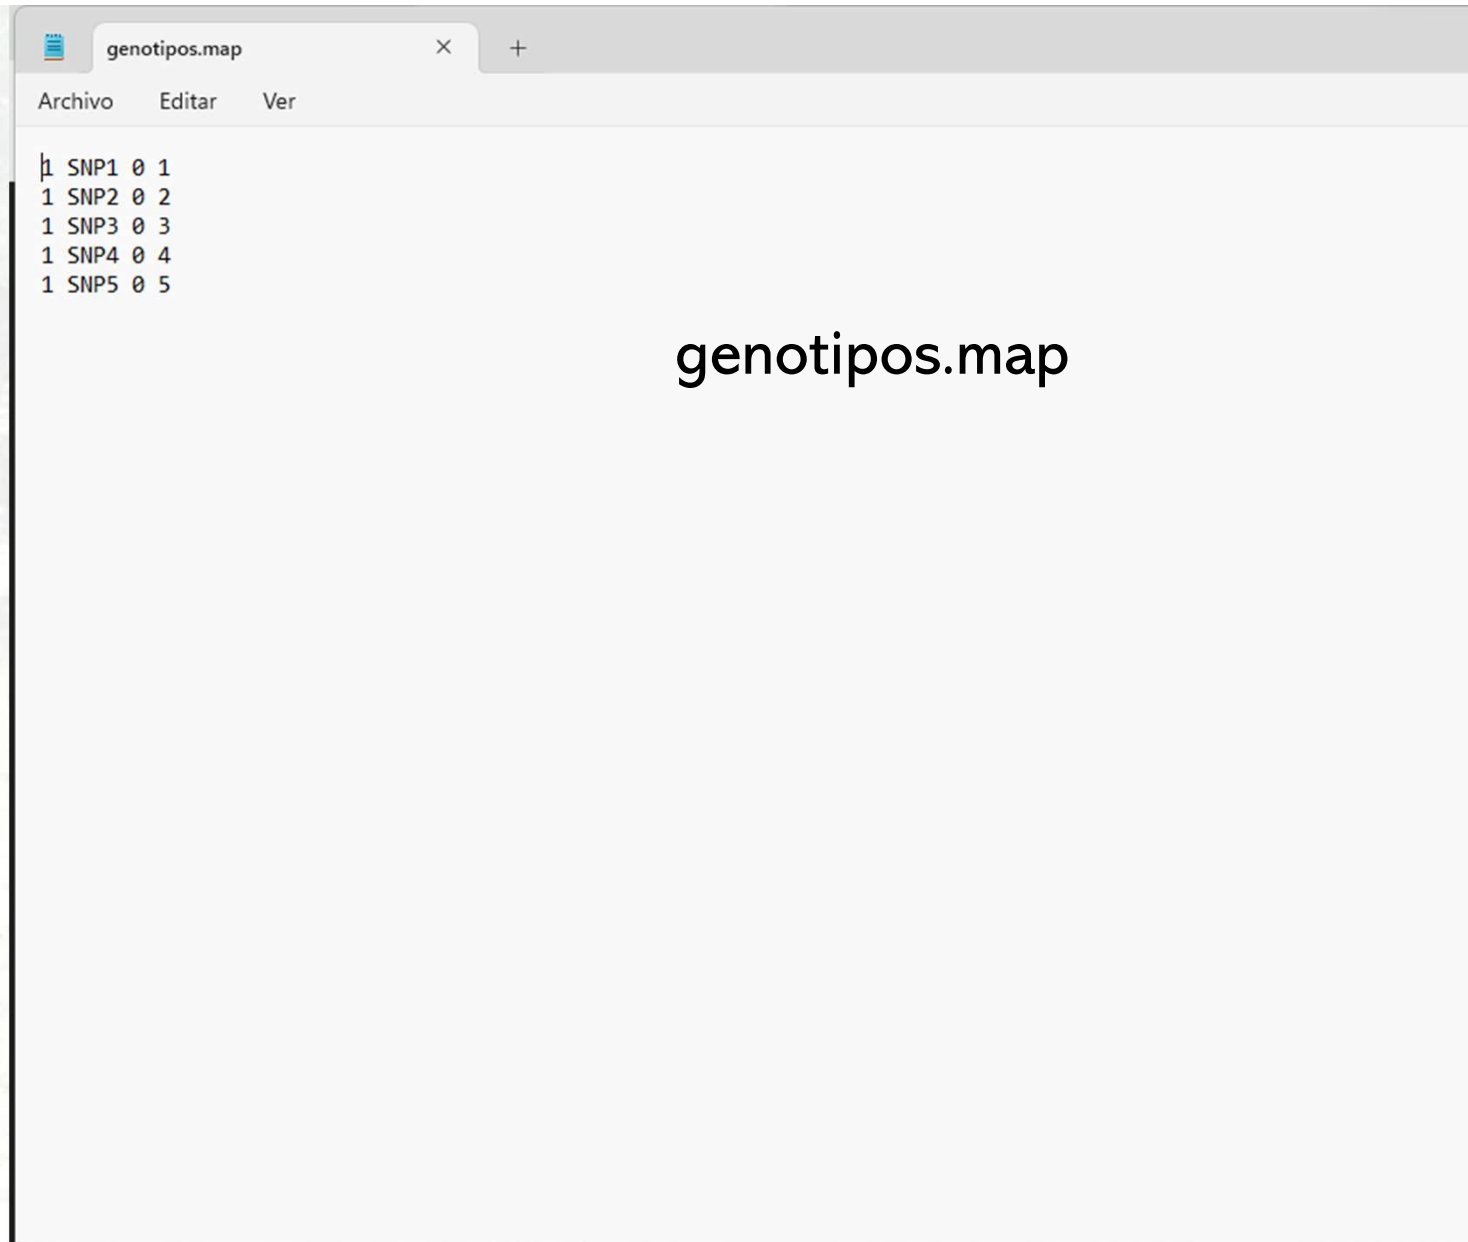 genotipos.map
Archivo Editar Ver
1 SNP1 0 1
1 SNP2 0 2
1 SNP3 0 3
1 SNP4 0 4
1 SNP5 0 5
genotipos.map